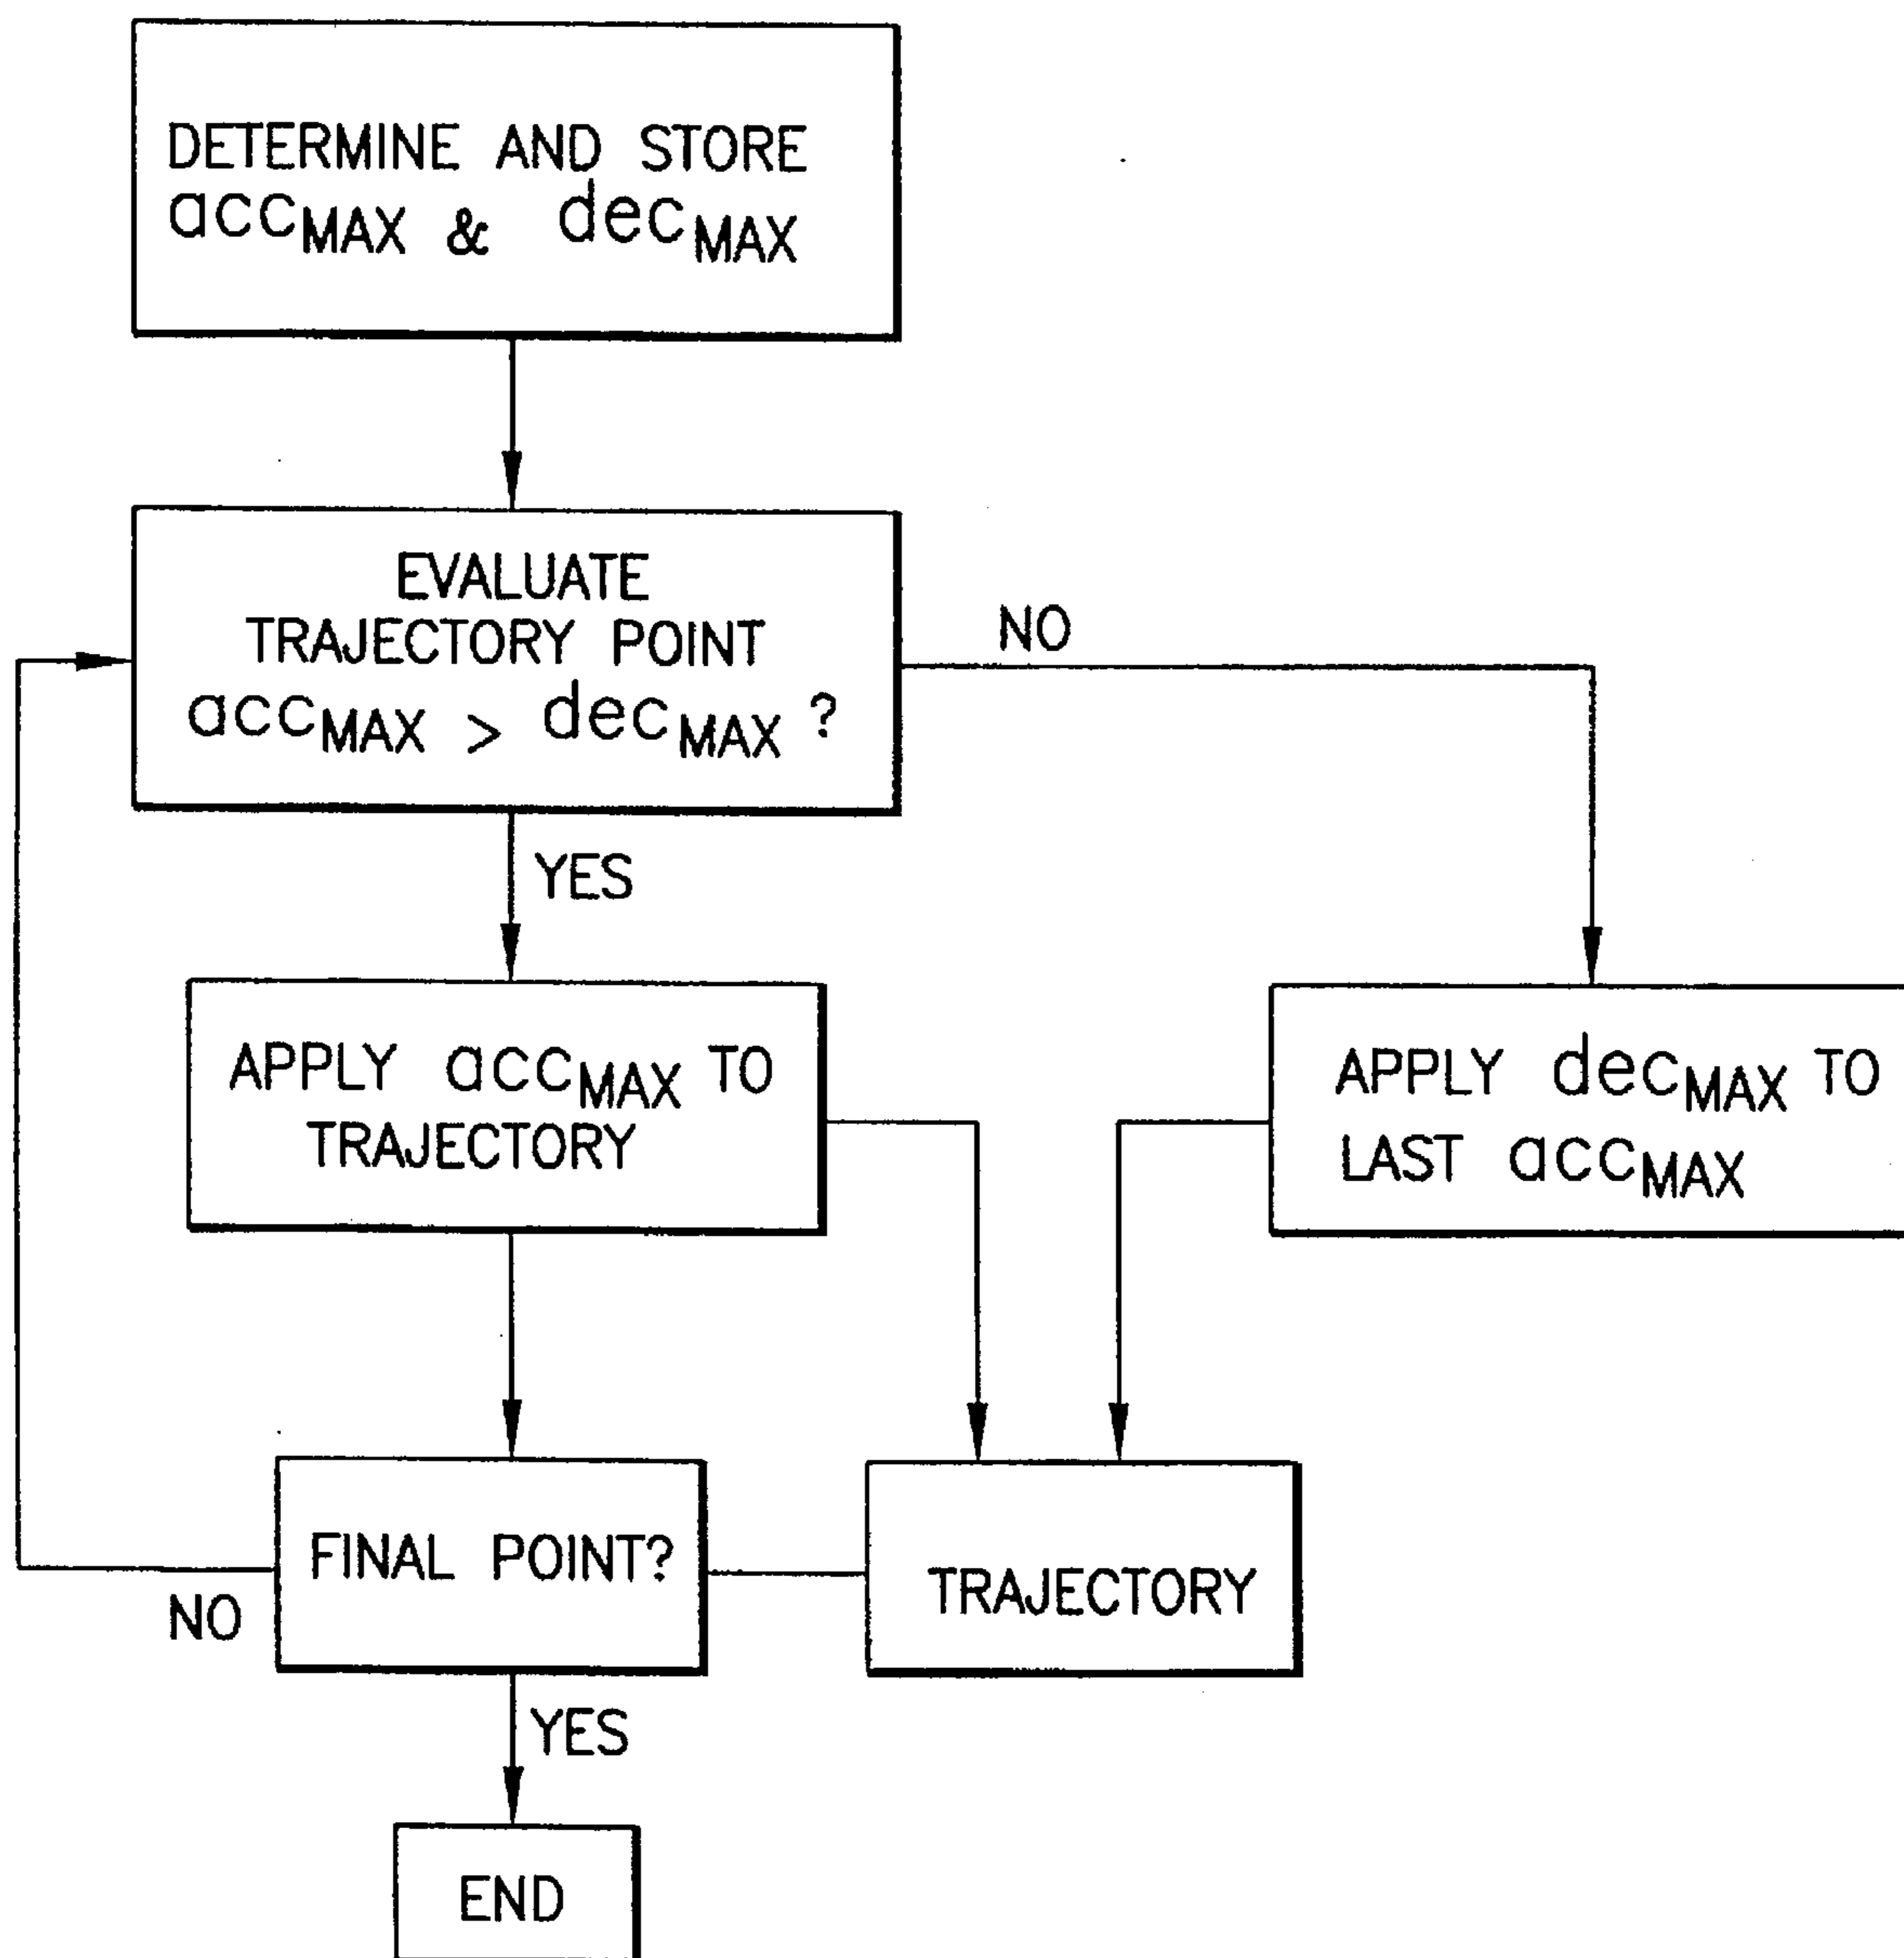 DETERMINE AND STORE
accMAX & decMAX
EVALUATE
TRAJECTORY POINT
accMAX > decMAX ?
NO
YES
APPLY accMAX TO
TRAJECTORY
APPLY decMAX TO
LAST accMAX
FINAL POINT?
TRAJECTORY
NO
YES
END